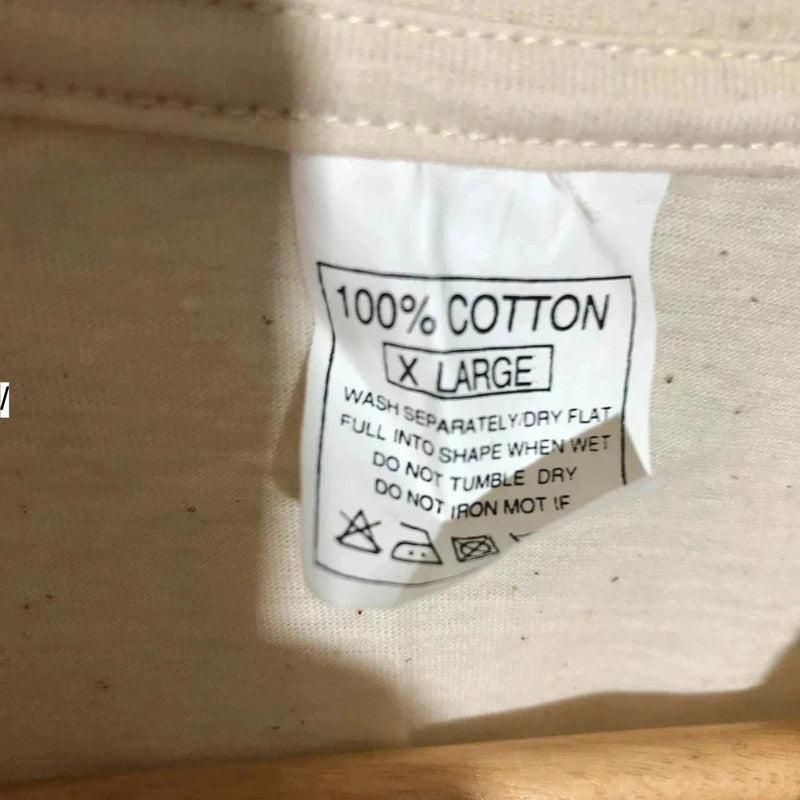 100% COTTON
X LARGE
WASH SEPARATELY/DRY FLAT
FULL INTO SHAPE WHEN WET
DO NOT TUMBLE DRY
DO NOT IRON MOT IF
/